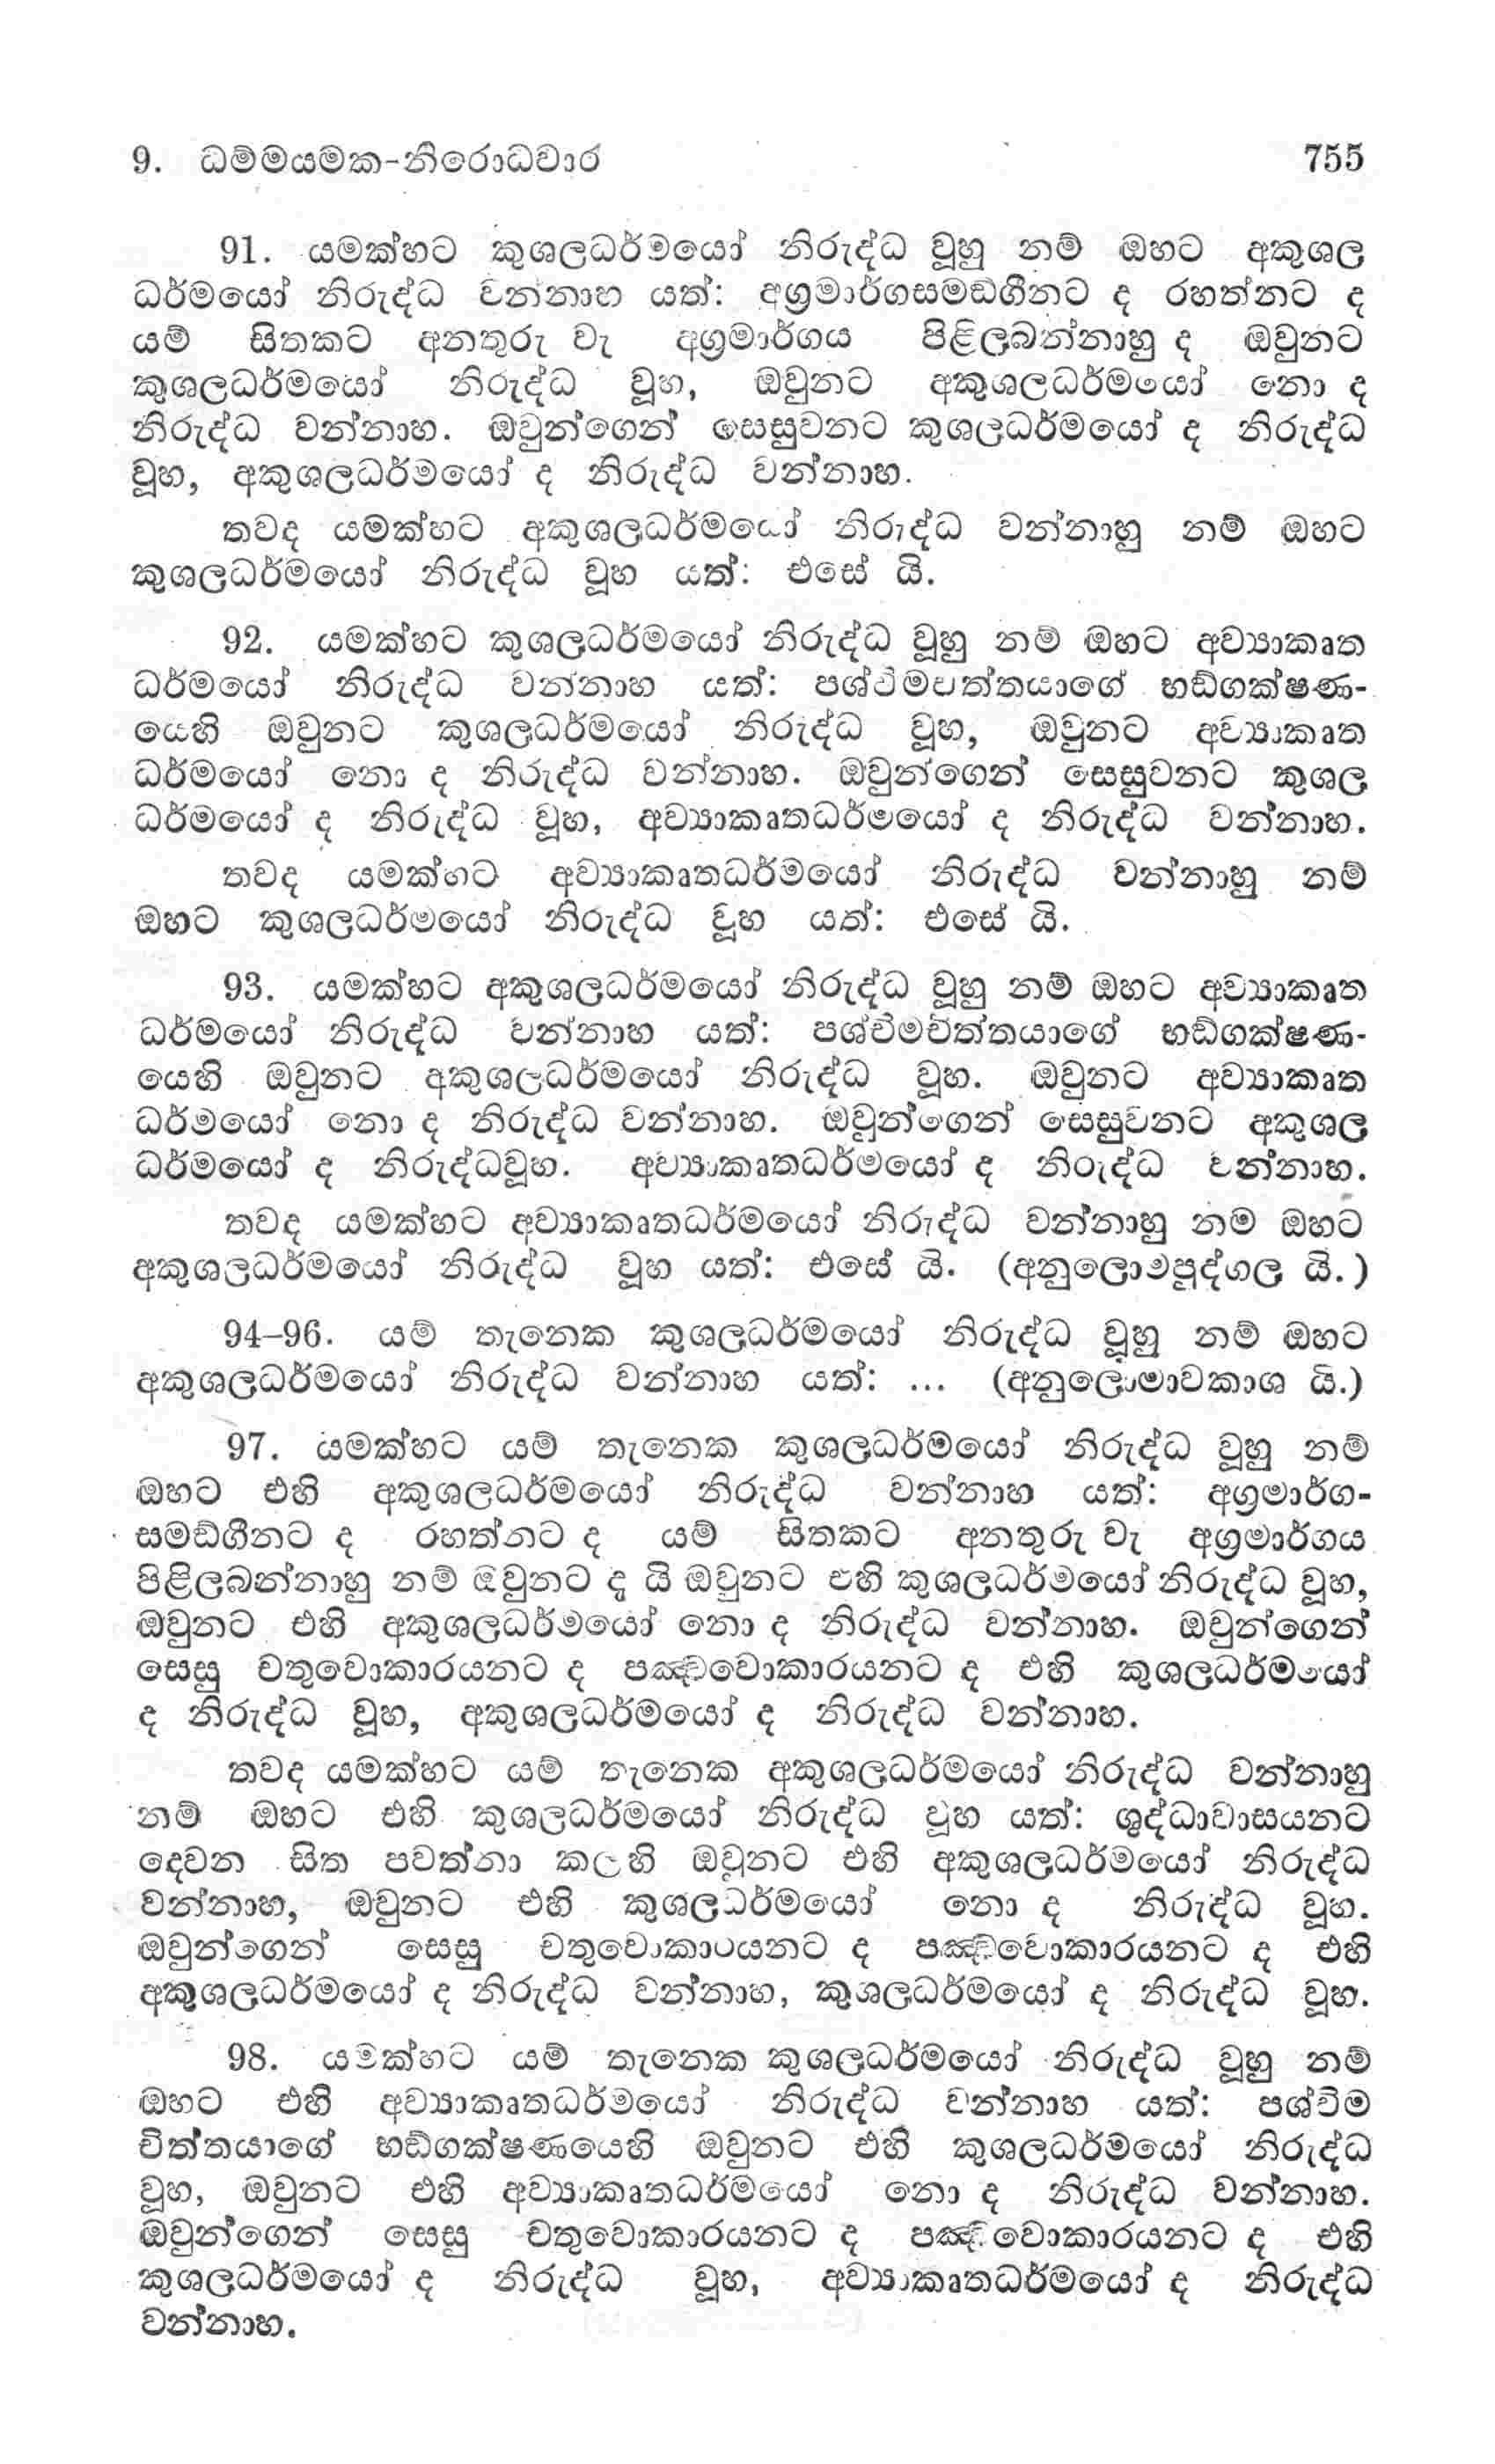 9. ධම්මයමක-නිරොධවාර 755
91. යමක්හට කුශලධර්මයෝ නිරුද්ධ වූහු නම් ඔහට අකුශල
ධර්මයෝ නිරුද්ධ වන්නාහ යත්: අග්‍රමාර්ගසමඞ්ගීනට ද රහත්නට ද
යම් සිතකට අනතුරු වැ අග්‍රමාර්ගය පිළිලබන්නාහු ද ඔවුනට
කුශලධර්මයෝ නිරුද්ධ වූහ, ඔවුනට අකුශලධර්මයෝ නො ද
නිරුද්ධ වන්නාහ. ඔවුන්ගෙන් සෙසුවනට කුශලධර්මයෝ ද නිරුද්ධ
වූහ, අකුශලධර්මයෝ ද නිරුද්ධ වන්නාහ.
තවද යමක්හට අකුශලධර්මයෝ නිරුද්ධ වන්නාහු නම් ඔහට
කුශලධර්මයෝ නිරුද්ධ වූහ යත්: එසේ යි.
92. යමක්හට කුශලධර්මයෝ නිරුද්ධ වූහු නම් ඔහට අව්‍යාකෘත
ධර්මයෝ නිරුද්ධ වන්නාහ යත්: පශ්චිමචිත්තයාගේ භඞ්ගක්ෂණ-
යෙහි ඔවුනට කුශලධර්මයෝ නිරුද්ධ වූහ, ඔවුනට අව්‍යාකෘත
ධර්මයෝ නො ද නිරුද්ධ වන්නාහ. ඔවුන්ගෙන් සෙසුවනට කුශල
ධර්මයෝ ද නිරුද්ධ වූහ, අව්‍යාකෘතධර්මයෝ ද නිරුද්ධ වන්නාහ.
තවද යමක්හට අව්‍යාකෘතධර්මයෝ නිරුද්ධ වන්නාහු නම්
ඔහට කුශලධර්මයෝ නිරුද්ධ වූහ යත්: එසේ යි.
93. යමක්හට අකුශලධර්මයෝ නිරුද්ධ වූහු නම් ඔහට අව්‍යාකෘත
ධර්මයෝ නිරුද්ධ වන්නාහ යත්: පශ්චිමචිත්තයාගේ භඞ්ගක්ෂණ-
යෙහි ඔවුනට අකුශලධර්මයෝ නිරුද්ධ වූහ. ඔවුනට අව්‍යාකෘත
ධර්මයෝ නො ද නිරුද්ධ වන්නාහ. ඔවුන්ගෙන් සෙසුවනට අකුශල
ධර්මයෝ ද නිරුද්ධවූහ. අව්‍යාකෘතධර්මයෝ ද නිරුද්ධ වන්නාහ.
තවද යමක්හට අව්‍යාකෘතධර්මයෝ නිරුද්ධ වන්නාහු නම ඔහට
අකුශලධර්මයෝ නිරුද්ධ වූහ යත්: එසේ යි. (අනුලොමපුද්ගල යි.)
94–96. යම් තැනෙක කුශලධර්මයෝ නිරුද්ධ වූහු නම් ඔහට
අකුශලධර්මයෝ නිරුද්ධ වන්නාහ යත්: ... (අනුලොමාවකාශ යි.)
97. යමක්හට යම් තැනෙක කුශලධර්මයෝ නිරුද්ධ වූහු නම්
ඔහට එහි අකුශලධර්මයෝ නිරුද්ධ වන්නාහ යත්: අග්‍රමාර්ග-
සමඞ්ගීනට ද රහත්නට ද යම් සිතකට අනතුරු වැ අග්‍රමාර්ගය
පිළිලබන්නාහු නම් ඔවුනට ද යි ඔවුනට එහි කුශලධර්මයෝ නිරුද්ධ වූහ,
ඔවුනට එහි අකුශලධර්මයෝ නො ද නිරුද්ධ වන්නාහ. ඔවුන්ගෙන්
සෙසු චතුවොකාරයනට ද පඤ්චවොකාරයනට ද එහි කුශලධර්මයෝ
ද නිරුද්ධ වූහ, අකුශලධර්මයෝ ද නිරුද්ධ වන්නාහ.
තවද යමක්හට යම් තැනෙක අකුශලධර්මයෝ නිරුද්ධ වන්නාහු
නම් ඔහට එහි කුශලධර්මයෝ නිරුද්ධ වූහ යත්: ශුද්ධාවාසයනට
දෙවන සිත පවත්නා කලහි ඔවුනට එහි අකුශලධර්මයෝ නිරුද්ධ
වන්නාහ, ඔවුනට එහි කුශලධර්මයෝ නො ද නිරුද්ධ වූහ.
ඔවුන්ගෙන් සෙසු චතුවොකාරයනට ද පඤ්චවොකාරයනට ද එහි
අකුශලධර්මයෝ ද නිරුද්ධ වන්නාහ, කුශලධර්මයෝ ද නිරුද්ධ වූහ.
98. යමක්හට යම් තැනෙක කුශලධර්මයෝ නිරුද්ධ වූහු නම්
ඔහට එහි අව්‍යාකෘතධර්මයෝ නිරුද්ධ වන්නාහ යත්: පශ්චිම
චිත්තයාගේ භඞ්ගක්ෂණයෙහි ඔවුනට එහි කුශලධර්මයෝ නිරුද්ධ
වූහ, ඔවුනට එහි අව්‍යාකෘතධර්මයෝ නො ද නිරුද්ධ වන්නාහ.
ඔවුන්ගෙන් සෙසු චතුවොකාරයනට ද පඤ්චවොකාරයනට ද එහි
කුශලධර්මයෝ ද නිරුද්ධ වූහ, අව්‍යාකෘතධර්මයෝ ද නිරුද්ධ
වන්නාහ.